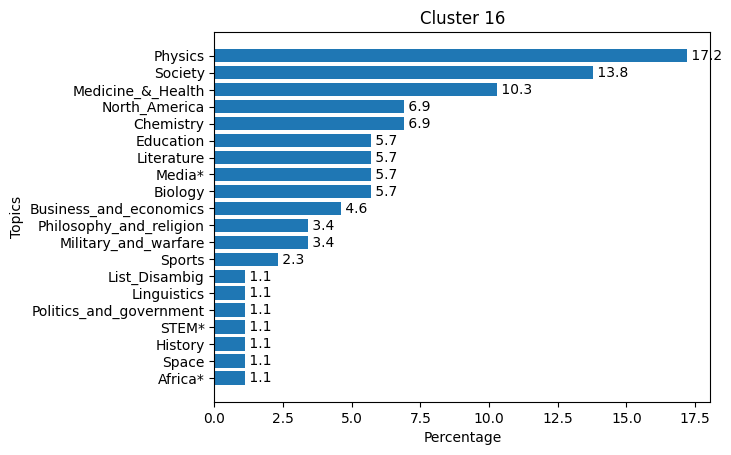 Cluster 16
Physics 17.2
Society 13.8
Medicine_&_Health 10.3
North_America 6.9
Chemistry 6.9
Education 5.7
Literature 5.7
Media* 5.7
Biology 5.7
Business_and_economics 4.6
Philosophy_and_religion 3.4
Military_and_warfare 3.4
Sports 2.3
List_Disambig 1.1
Linguistics 1.1
Politics_and_government 1.1
STEM* 1.1
History 1.1
Space 1.1
Africa* 1.1
Topics
0.0 2.5 5.0 7.5 10.0 12.5 15.0 17.5
Percentage